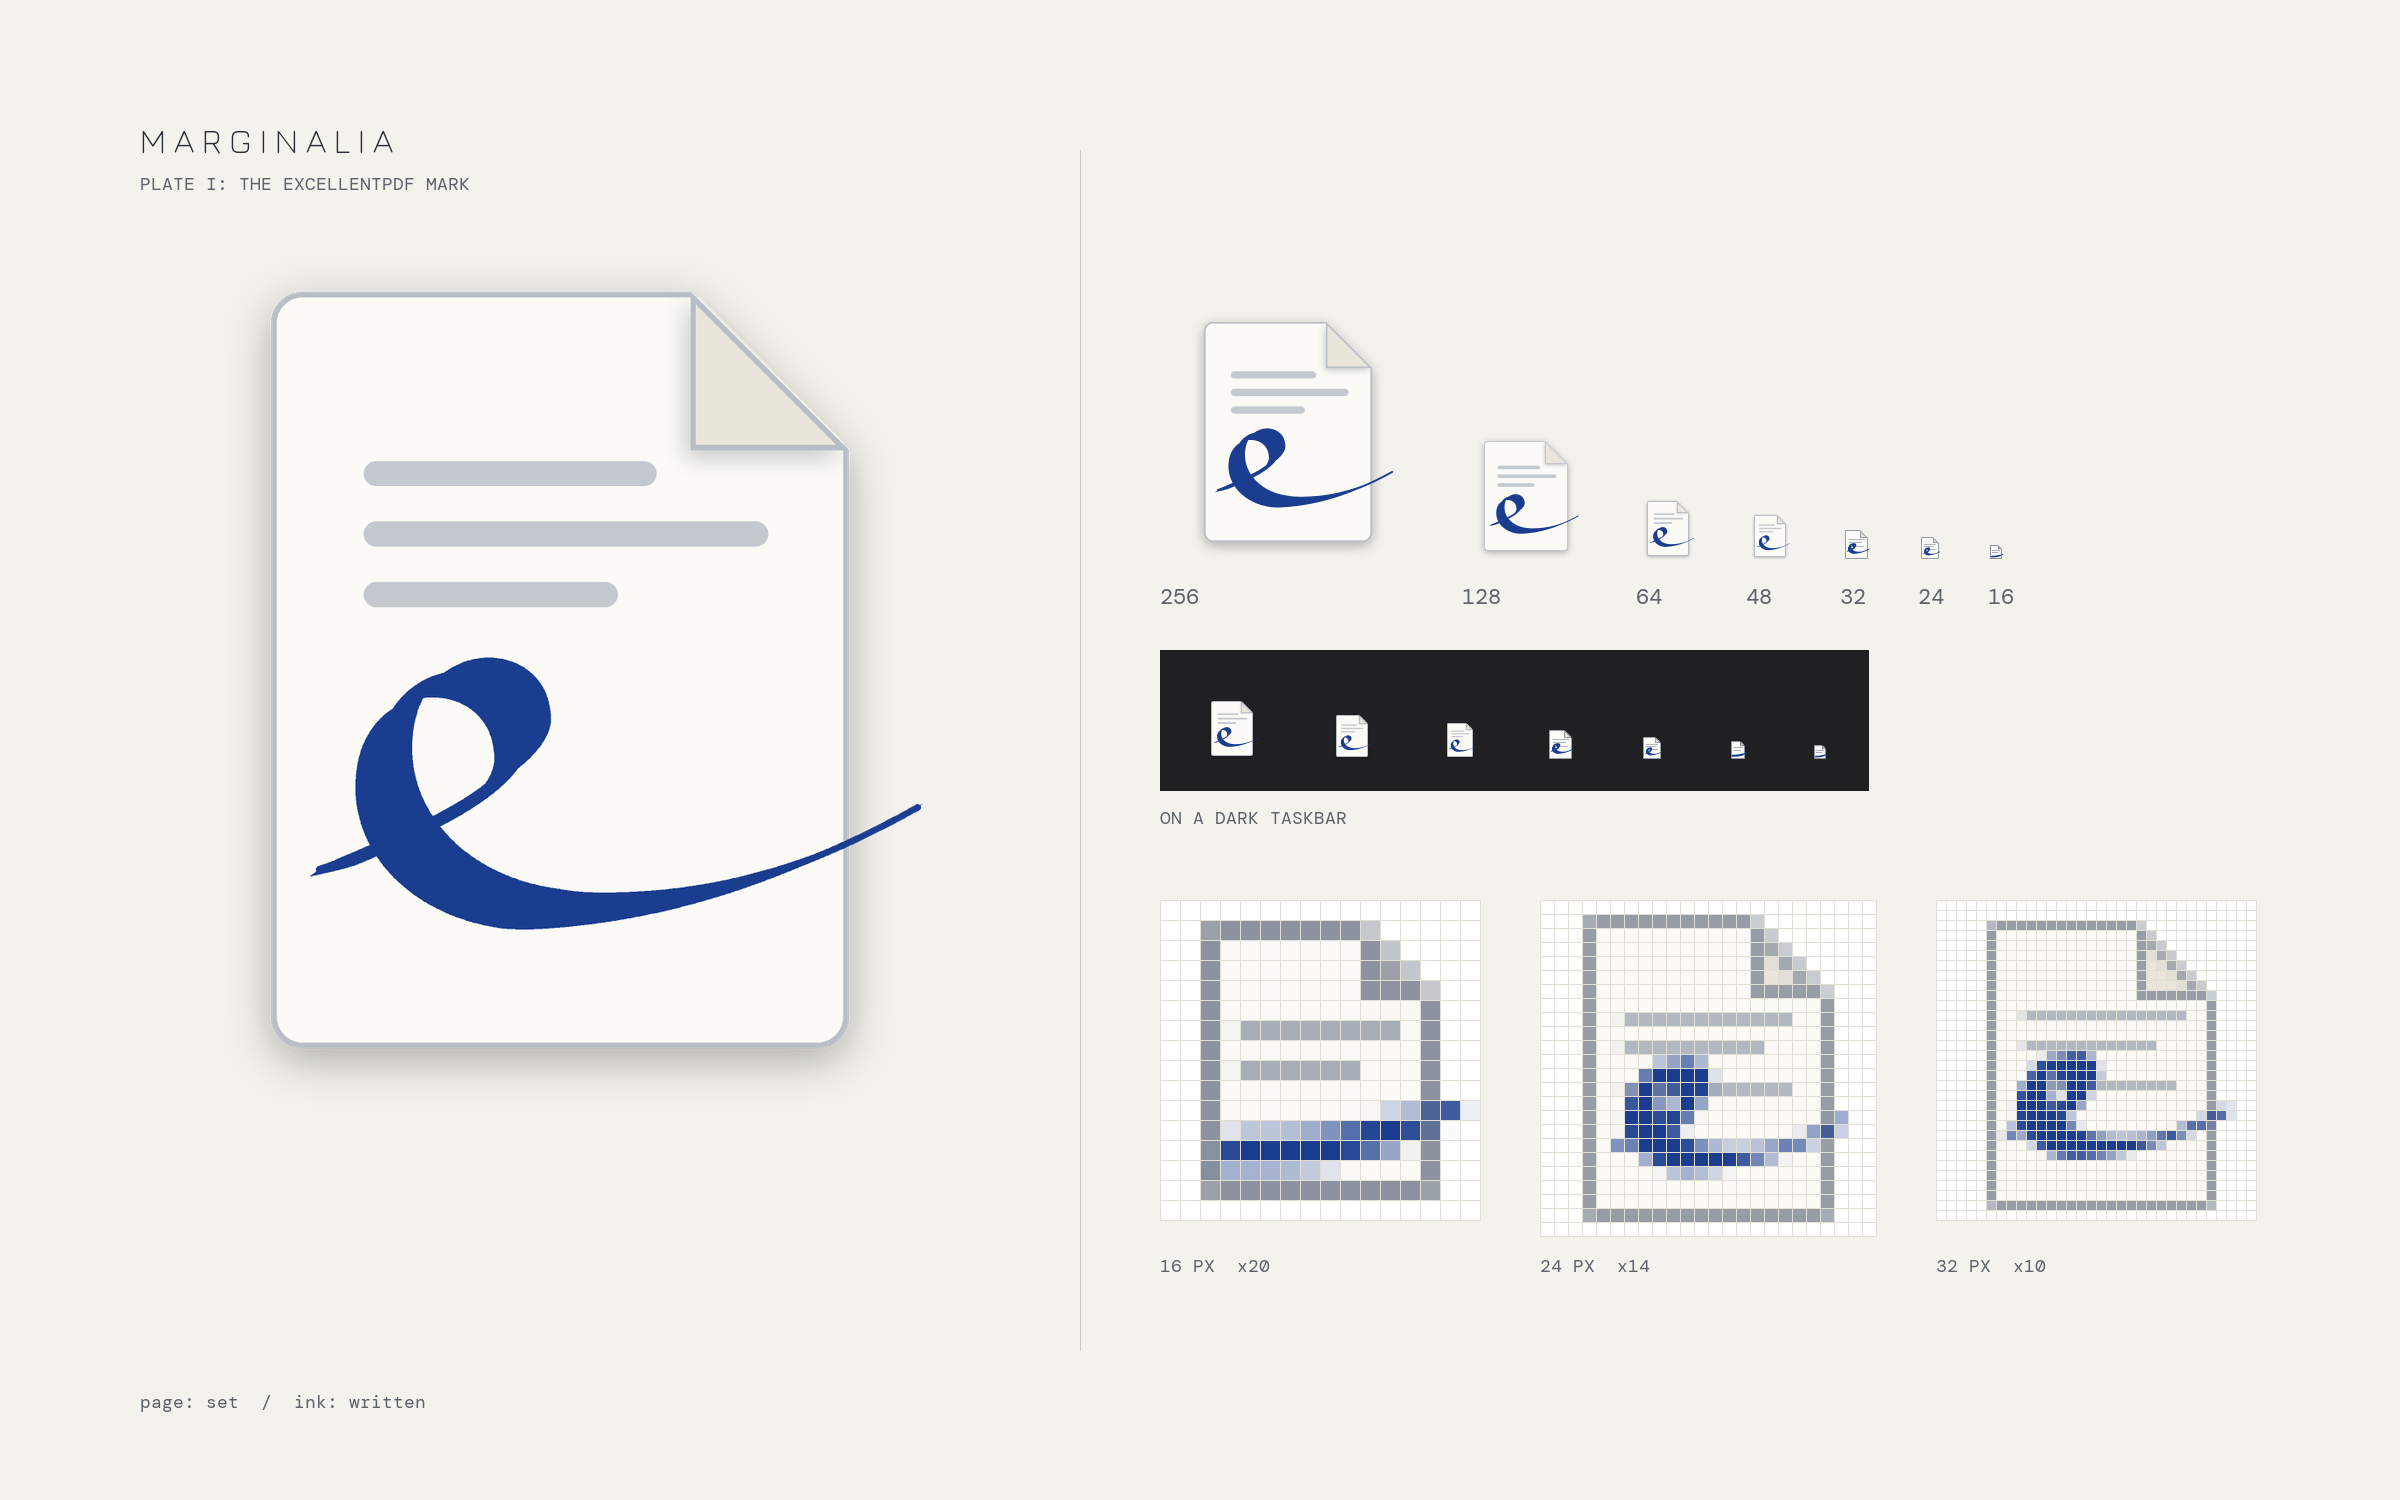 MARGINALIA
PLATE I: THE EXCELLENTPDF MARK
e
256
128
64
48
32
24
16
ON A DARK TASKBAR
16 PX  x20
24 PX  x14
32 PX  x10
page: set  /  ink: written